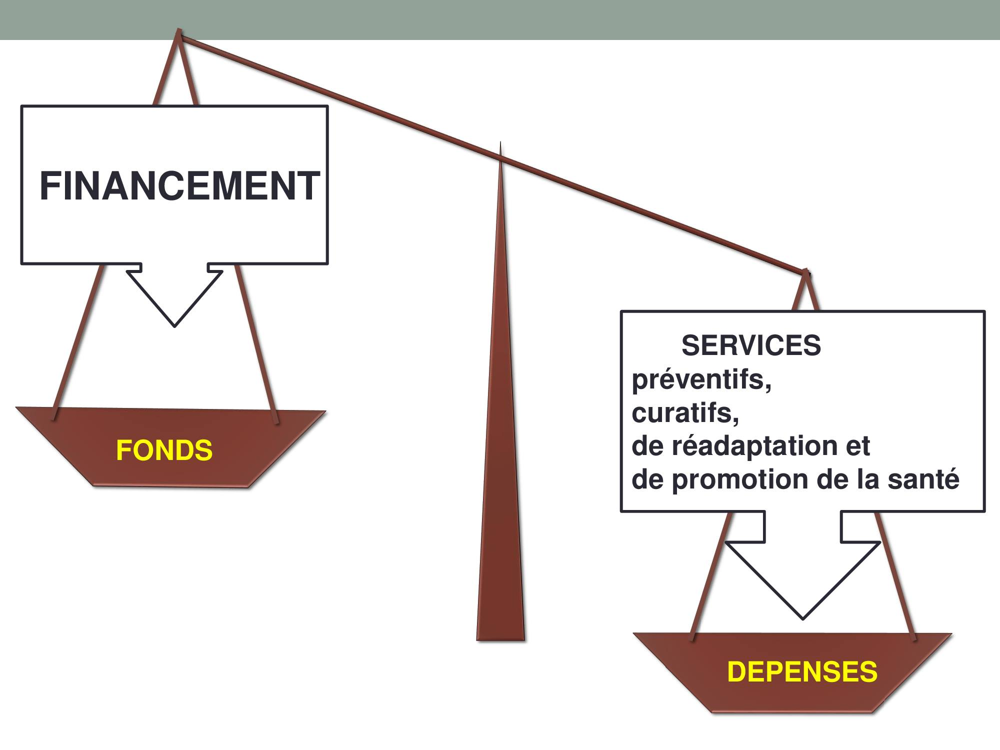 FINANCEMENT
FONDS
SERVICES
préventifs,
curatifs,
de réadaptation et
de promotion de la santé
DEPENSES